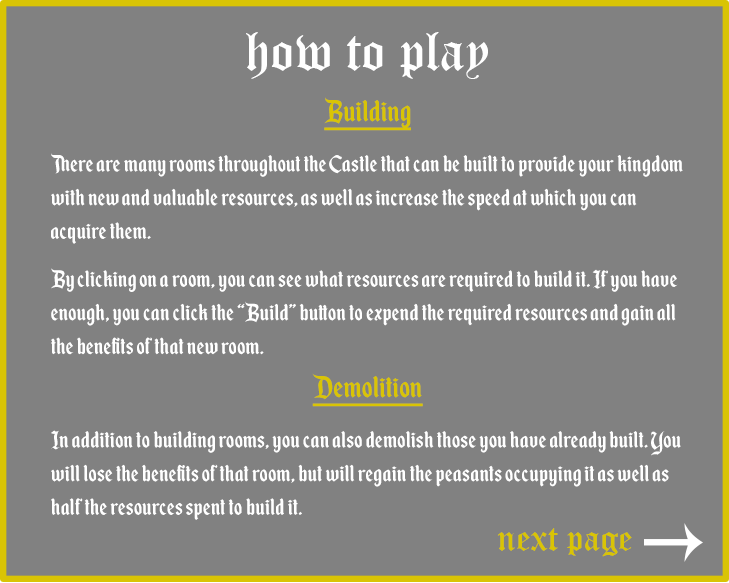 how to play
Building
There are many rooms throughout the Castle that can be built to provide your kingdom
with new and valuable resources, as well as increase the speed at which you can
acquire them.
By clicking on a room, you can see what resources are required to build it. If you have
enough, you can click the “Build” button to expend the required resources and gain all
the benefits of that new room.
Demolition
In addition to building rooms, you can also demolish those you have already built. You
will lose the benefits of that room, but will regain the peasants occupying it as well as
half the resources spent to build it.
next page